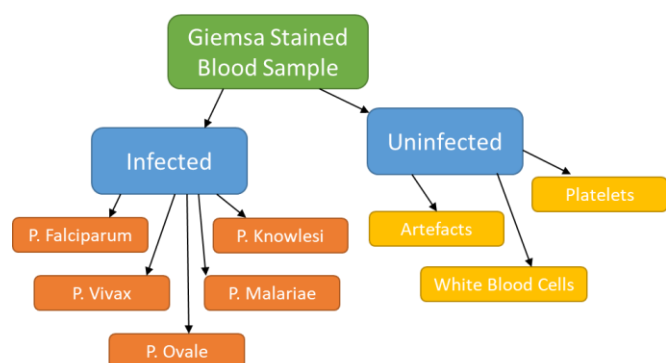 Giemsa Stained
Blood Sample
Infected
Uninfected
P. Falciparum
P. Knowlesi
P. Vivax
P. Malariae
P. Ovale
Platelets
Artefacts
White Blood Cells